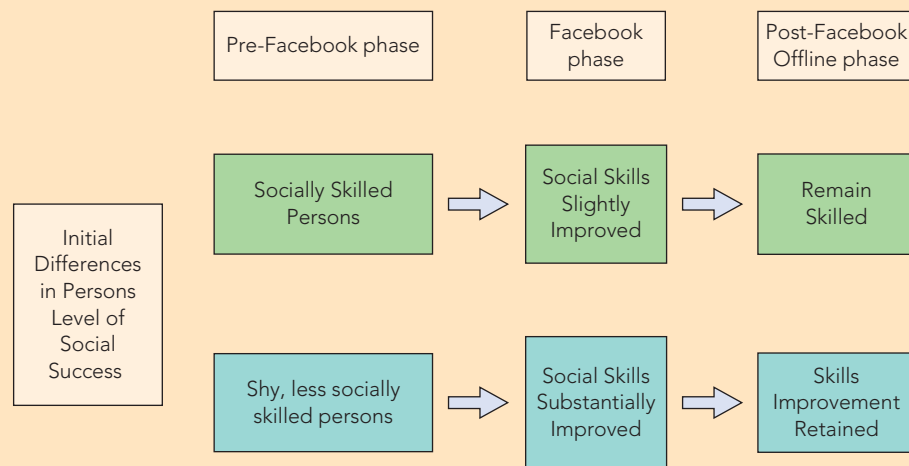 Pre-Facebook phase
Facebook
phase
Post-Facebook
Offline phase
Initial
Differences
in Persons
Level of
Social
Success
Socially Skilled
Persons
Social Skills
Slightly
Improved
Remain
Skilled
Shy, less socially
skilled persons
Social Skills
Substantially
Improved
Skills
Improvement
Retained